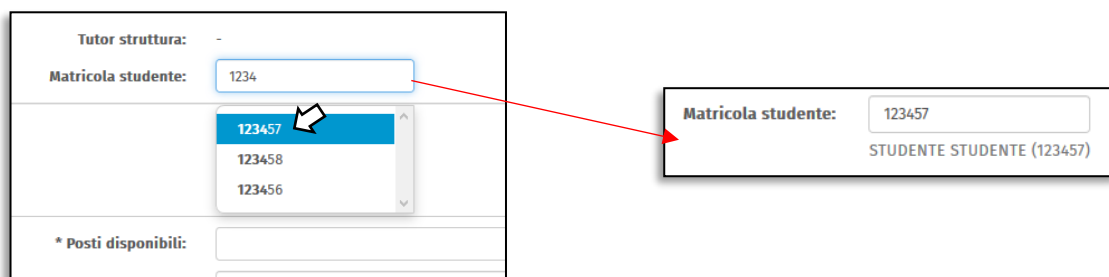 Tutor struttura: -
Matricola studente: 1234
123457
123458
123456
* Posti disponibili:
Matricola studente: 123457
STUDENTE STUDENTE (123457)